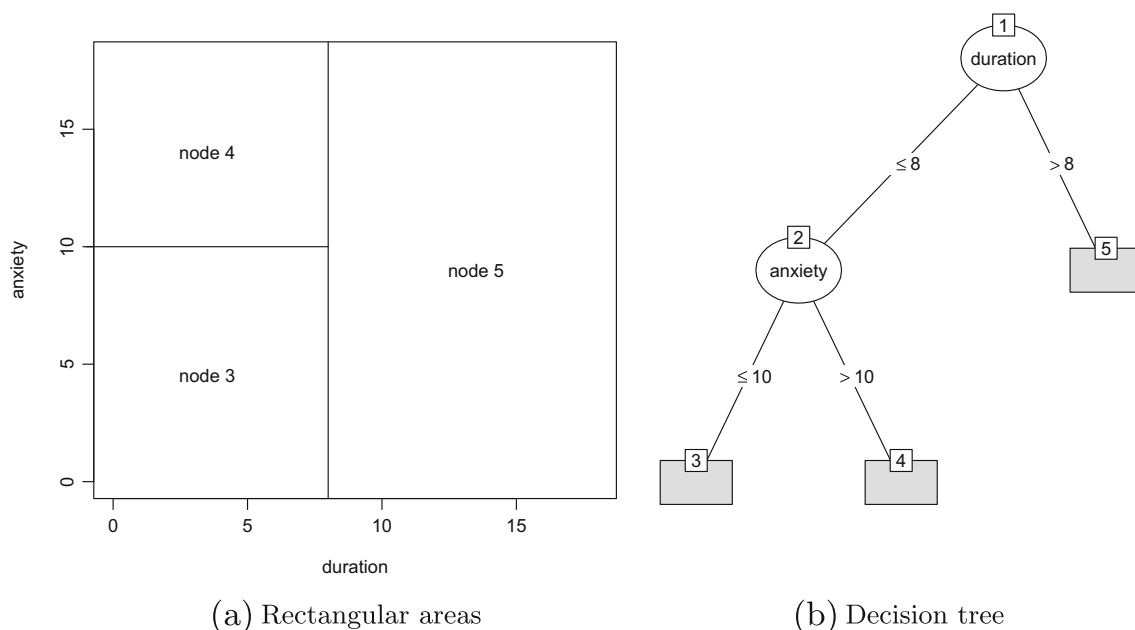 15
10
5
0
anxiety
node 4
node 3
node 5
0 5 10 15
duration
(a) Rectangular areas
1
duration
≤ 8
> 8
2
anxiety
5
≤ 10
> 10
3
4
(b) Decision tree